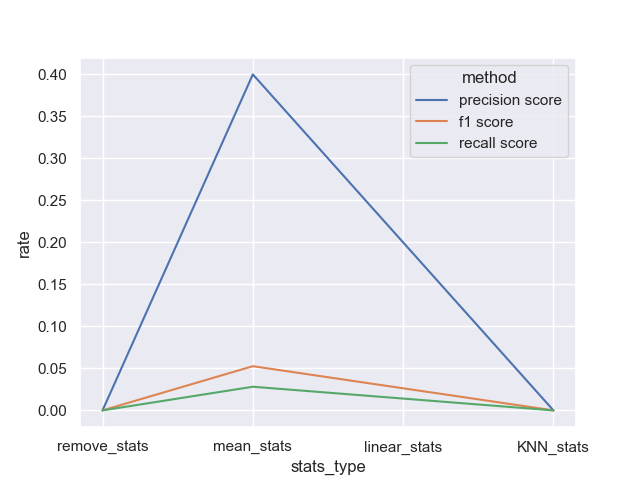 method
precision score
f1 score
recall score
0.40
0.35
0.30
0.25
0.20
0.15
0.10
0.05
0.00
rate
remove_stats mean_stats linear_stats KNN_stats
stats_type